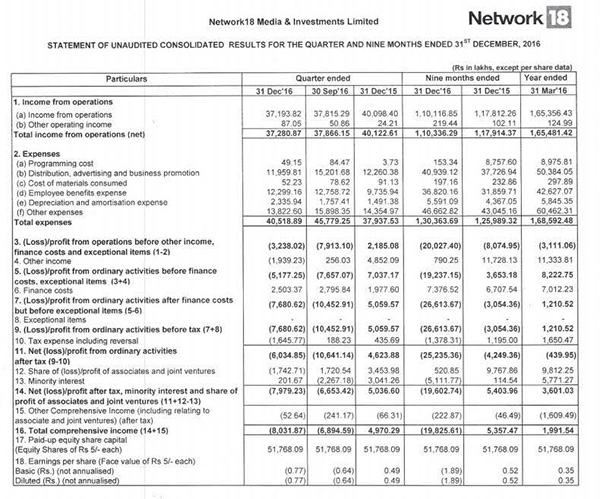 Network18 Media & Investments Limited
Network 18
STATEMENT OF UNAUDITED CONSOLIDATED RESULTS FOR THE QUARTER AND NINE MONTHS ENDED 31ST DECEMBER, 2016
(Rs in lakhs, except per share data)
Particulars Quarter ended Nine months ended Year ended
31 Dec'16 30 Sep'16 31 Dec'15 31 Dec'16 31 Dec'15 31 Mar'16
1. Income from operations
(a) Income from operations 37,193.82 37,815.29 40,098.40 1,10,116.85 1,17,812.26 1,65,356.43
(b) Other operating income 87.05 50.86 24.21 219.44 102.11 124.99
Total income from operations (net) 37,280.87 37,866.15 40,122.61 1,10,336.29 1,17,914.37 1,65,481.42
2. Expenses
(a) Programming cost 49.15 84.47 3.73 153.34 8,757.60 8,975.81
(b) Distribution, advertising and business promotion 11,959.81 15,201.68 12,260.38 40,939.12 37,726.94 50,384.05
(c) Cost of materials consumed 52.23 78.62 91.13 197.16 232.86 297.89
(d) Employee benefits expense 12,299.16 12,758.72 9,735.94 36,820.16 31,859.71 42,627.07
(e) Depreciation and amortisation expense 2,335.94 1,757.41 1,491.38 5,591.09 4,367.05 5,845.35
(f) Other expenses 13,822.60 15,898.35 14,354.97 46,662.82 43,045.16 60,462.31
Total expenses 40,518.89 45,779.25 37,937.53 1,30,363.69 1,25,989.32 1,68,592.48
3. (Loss)/profit from operations before other income, (3,238.02) (7,913.10) 2,185.08 (20,027.40) (8,074.95) (3,111.06)
finance costs and exceptional items (1-2)
4. Other income (1,939.23) 256.03 4,852.09 790.25 11,728.13 11,333.81
5. (Loss)/profit from ordinary activities before finance (5,177.25) (7,657.07) 7,037.17 (19,237.15) 3,653.18 8,222.75
costs, exceptional items (3+4)
6. Finance costs 2,503.37 2,795.84 1,977.60 7,376.52 6,707.54 7,012.23
7. (Loss)/profit from ordinary activities after finance costs (7,680.62) (10,452.91) 5,059.57 (26,613.67) (3,054.36) 1,210.52
but before exceptional items (5-6)
8. Exceptional items - - - - - -
9. (Loss)/profit from ordinary activities before tax (7+8) (7,680.62) (10,452.91) 5,059.57 (26,613.67) (3,054.36) 1,210.52
10. Tax expense including reversal (1,645.77) 188.23 435.69 (1,378.31) 1,195.00 1,650.47
11. Net (loss)/profit from ordinary activities (6,034.85) (10,641.14) 4,623.88 (25,235.36) (4,249.36) (439.95)
after tax (9-10)
12. Share of (loss)/profit of associates and joint ventures (1,742.71) 1,720.54 3,453.98 520.85 9,767.86 9,812.25
13. Minority interest 201.67 (2,267.18) 3,041.26 (5,111.77) 114.54 5,771.27
14. Net (loss)/profit after tax, minority interest and share of (7,979.23) (6,653.42) 5,036.60 (19,602.74) 5,403.96 3,601.03
profit of associates and joint ventures (11+12-13)
15. Other Comprehensive Income (including relating to (52.64) (241.17) (66.31) (222.87) (46.49) (1,609.49)
associates and joint ventures) (after tax)
16. Total comprehensive income (14+15) (8,031.87) (6,894.59) 4,970.29 (19,825.61) 5,357.47 1,991.54
17. Paid-up equity share capital
(Equity Shares of Rs 5/- each) 51,768.09 51,768.09 51,768.09 51,768.09 51,768.09 51,768.09
18. Earnings per share (Face value of Rs 5/- each)
Basic (Rs.) (not annualised) (0.77) (0.64) 0.49 (1.89) 0.52 0.35
Diluted (Rs.) (not annualised) (0.77) (0.64) 0.49 (1.89) 0.52 0.35